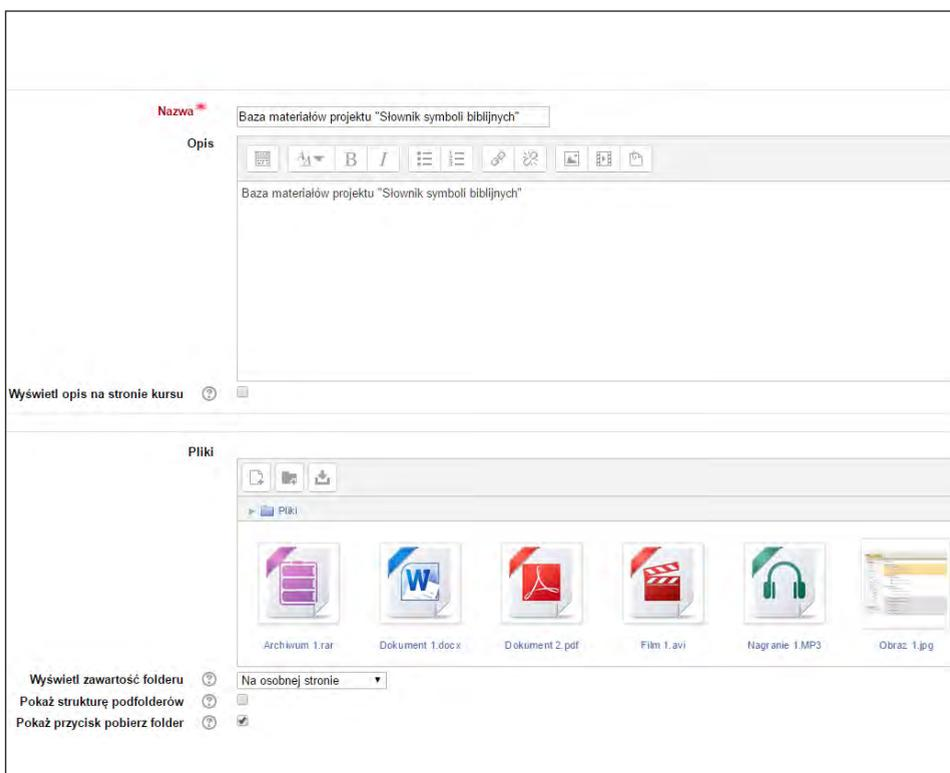 Nazwa*
Baza materiałów projektu "Słownik symboli biblijnych"
Opis
Baza materiałów projektu "Słownik symboli biblijnych"
Wyświetl opis na stronie kursu
Pliki
Pliki
Archiwum 1.rar
Dokument 1.docx
Dokument 2.pdf
Film 1.avi
Nagranie 1.MP3
Obraz 1.jpg
Wyświetl zawartość folderu
Na osobnej stronie
Pokaż strukturę podfolderów
Pokaż przycisk pobierz folder